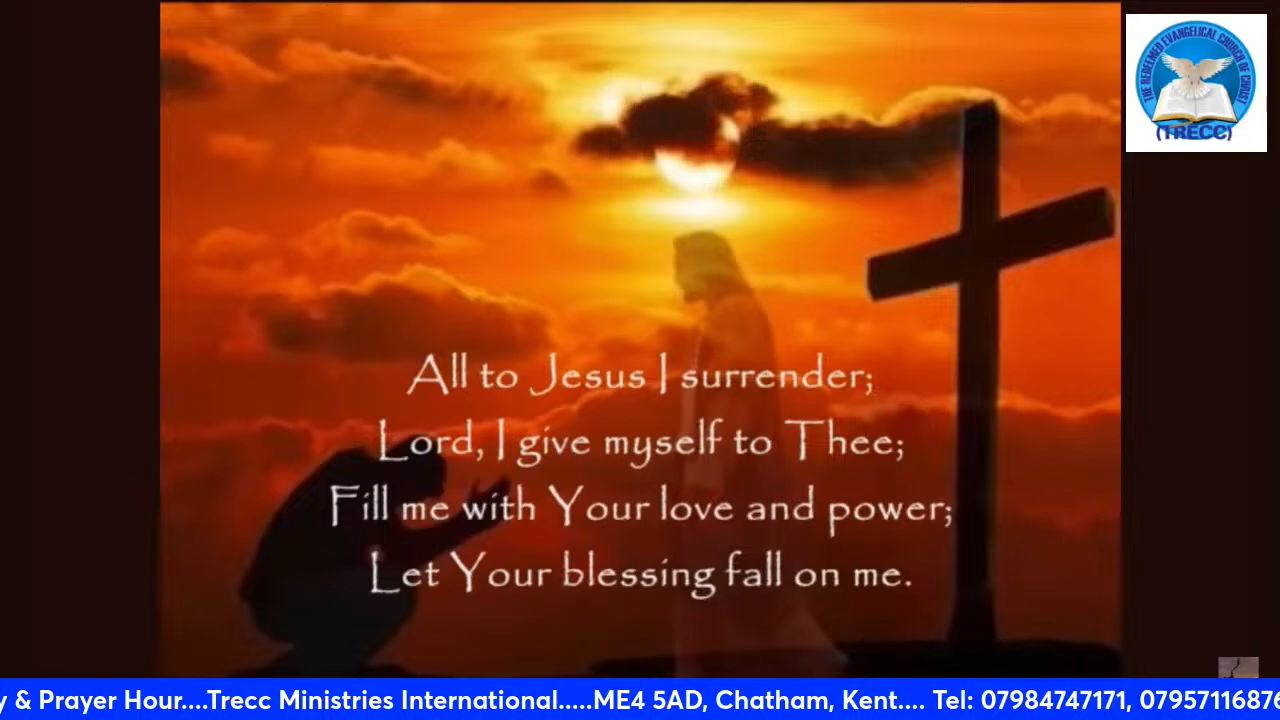 THE REDEEMED EVANGELICAL CHURCH OF CHRIST
(TRECC)
All to Jesus I surrender;
Lord, I give myself to Thee;
Fill me with Your love and power;
Let Your blessing fall on me.
y & Prayer Hour....Trecc Ministries International.....ME4 5AD, Chatham, Kent.... Tel: 07984747171, 0795711687